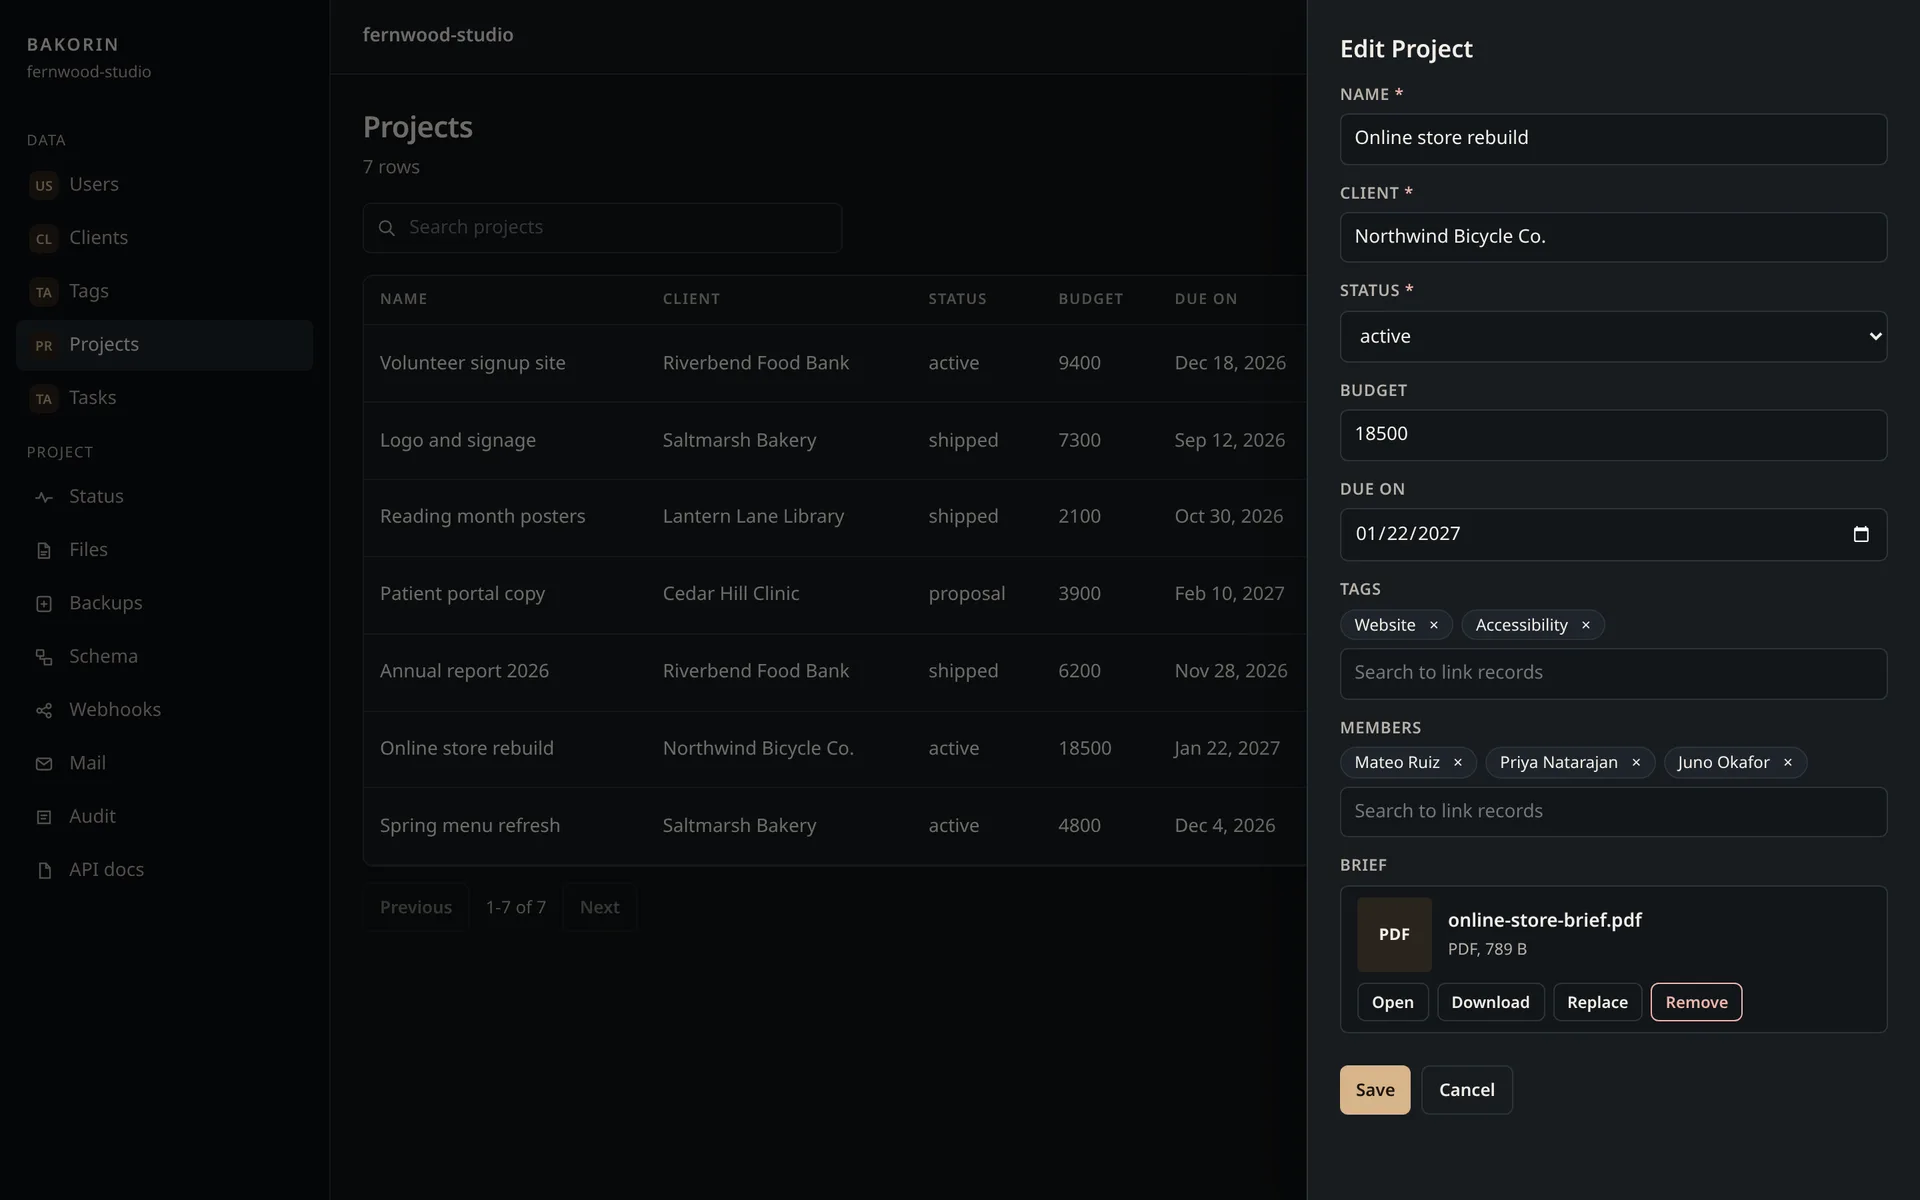 BAKORIN
fernwood-studio
DATA
US Users
CL Clients
TA Tags
PR Projects
TA Tasks
PROJECT
Status
Files
Backups
Schema
Webhooks
Mail
Audit
API docs
fernwood-studio
Projects
7 rows
Search projects
NAME CLIENT STATUS BUDGET DUE ON
Volunteer signup site Riverbend Food Bank active 9400 Dec 18, 2026
Logo and signage Saltmarsh Bakery shipped 7300 Sep 12, 2026
Reading month posters Lantern Lane Library shipped 2100 Oct 30, 2026
Patient portal copy Cedar Hill Clinic proposal 3900 Feb 10, 2027
Annual report 2026 Riverbend Food Bank shipped 6200 Nov 28, 2026
Online store rebuild Northwind Bicycle Co. active 18500 Jan 22, 2027
Spring menu refresh Saltmarsh Bakery active 4800 Dec 4, 2026
Previous 1-7 of 7 Next
Edit Project
NAME *
Online store rebuild
CLIENT *
Northwind Bicycle Co.
STATUS *
active
BUDGET
18500
DUE ON
01/22/2027
TAGS
Website × Accessibility ×
Search to link records
MEMBERS
Mateo Ruiz × Priya Natarajan × Juno Okafor ×
Search to link records
BRIEF
PDF
online-store-brief.pdf
PDF, 789 B
Open Download Replace Remove
Save Cancel